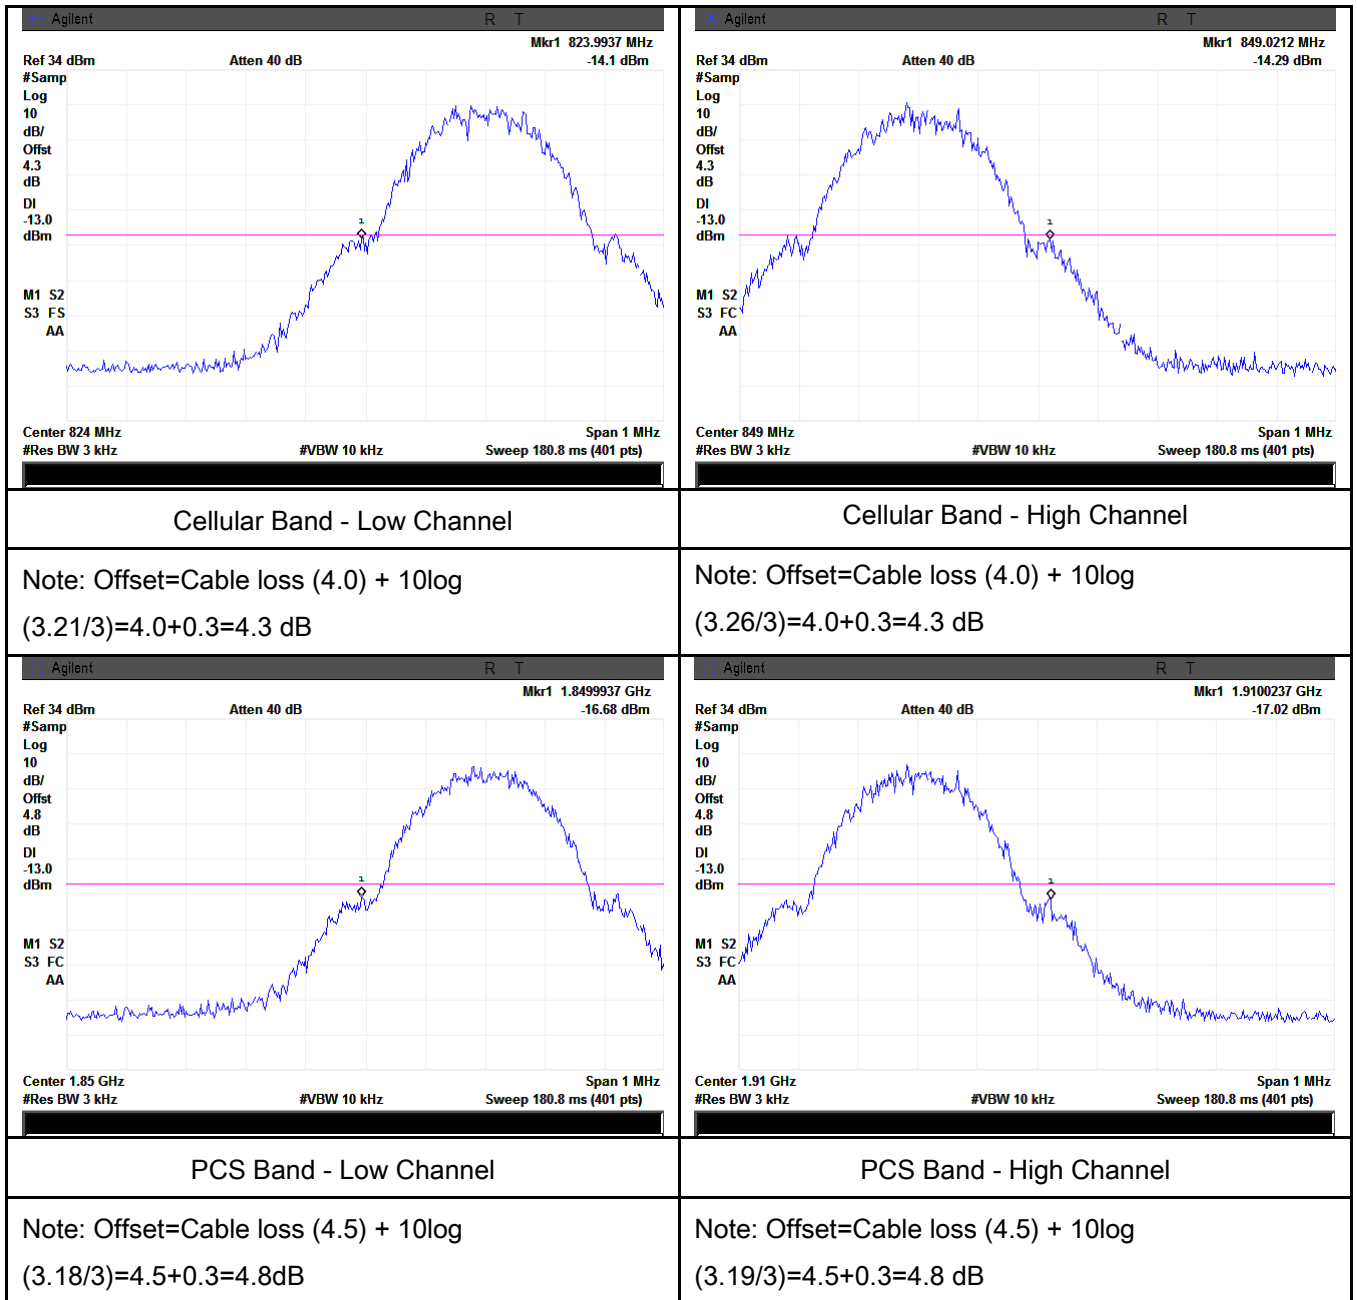 Agilent R T
Mkr1 823.9937 MHz
Ref 34 dBm Atten 40 dB -14.1 dBm
#Samp
Log
10
dB/
Offst
4.3
dB
DI
-13.0
dBm
1
M1 S2
S3 FS
AA
Center 824 MHz Span 1 MHz
#Res BW 3 kHz #VBW 10 kHz Sweep 180.8 ms (401 pts)
Agilent R T
Mkr1 849.0212 MHz
Ref 34 dBm Atten 40 dB -14.29 dBm
#Samp
Log
10
dB/
Offst
4.3
dB
DI
-13.0
dBm
1
M1 S2
S3 FC
AA
Center 849 MHz Span 1 MHz
#Res BW 3 kHz #VBW 10 kHz Sweep 180.8 ms (401 pts)
Cellular Band - Low Channel
Cellular Band - High Channel
Note: Offset=Cable loss (4.0) + 10log
(3.21/3)=4.0+0.3=4.3 dB
Note: Offset=Cable loss (4.0) + 10log
(3.26/3)=4.0+0.3=4.3 dB
Agilent R T
Mkr1 1.8499937 GHz
Ref 34 dBm Atten 40 dB -16.68 dBm
#Samp
Log
10
dB/
Offst
4.8
dB
DI
-13.0
dBm
1
M1 S2
S3 FC
AA
Center 1.85 GHz Span 1 MHz
#Res BW 3 kHz #VBW 10 kHz Sweep 180.8 ms (401 pts)
Agilent R T
Mkr1 1.9100237 GHz
Ref 34 dBm Atten 40 dB -17.02 dBm
#Samp
Log
10
dB/
Offst
4.8
dB
DI
-13.0
dBm
1
M1 S2
S3 FC
AA
Center 1.91 GHz Span 1 MHz
#Res BW 3 kHz #VBW 10 kHz Sweep 180.8 ms (401 pts)
PCS Band - Low Channel
PCS Band - High Channel
Note: Offset=Cable loss (4.5) + 10log
(3.18/3)=4.5+0.3=4.8dB
Note: Offset=Cable loss (4.5) + 10log
(3.19/3)=4.5+0.3=4.8 dB